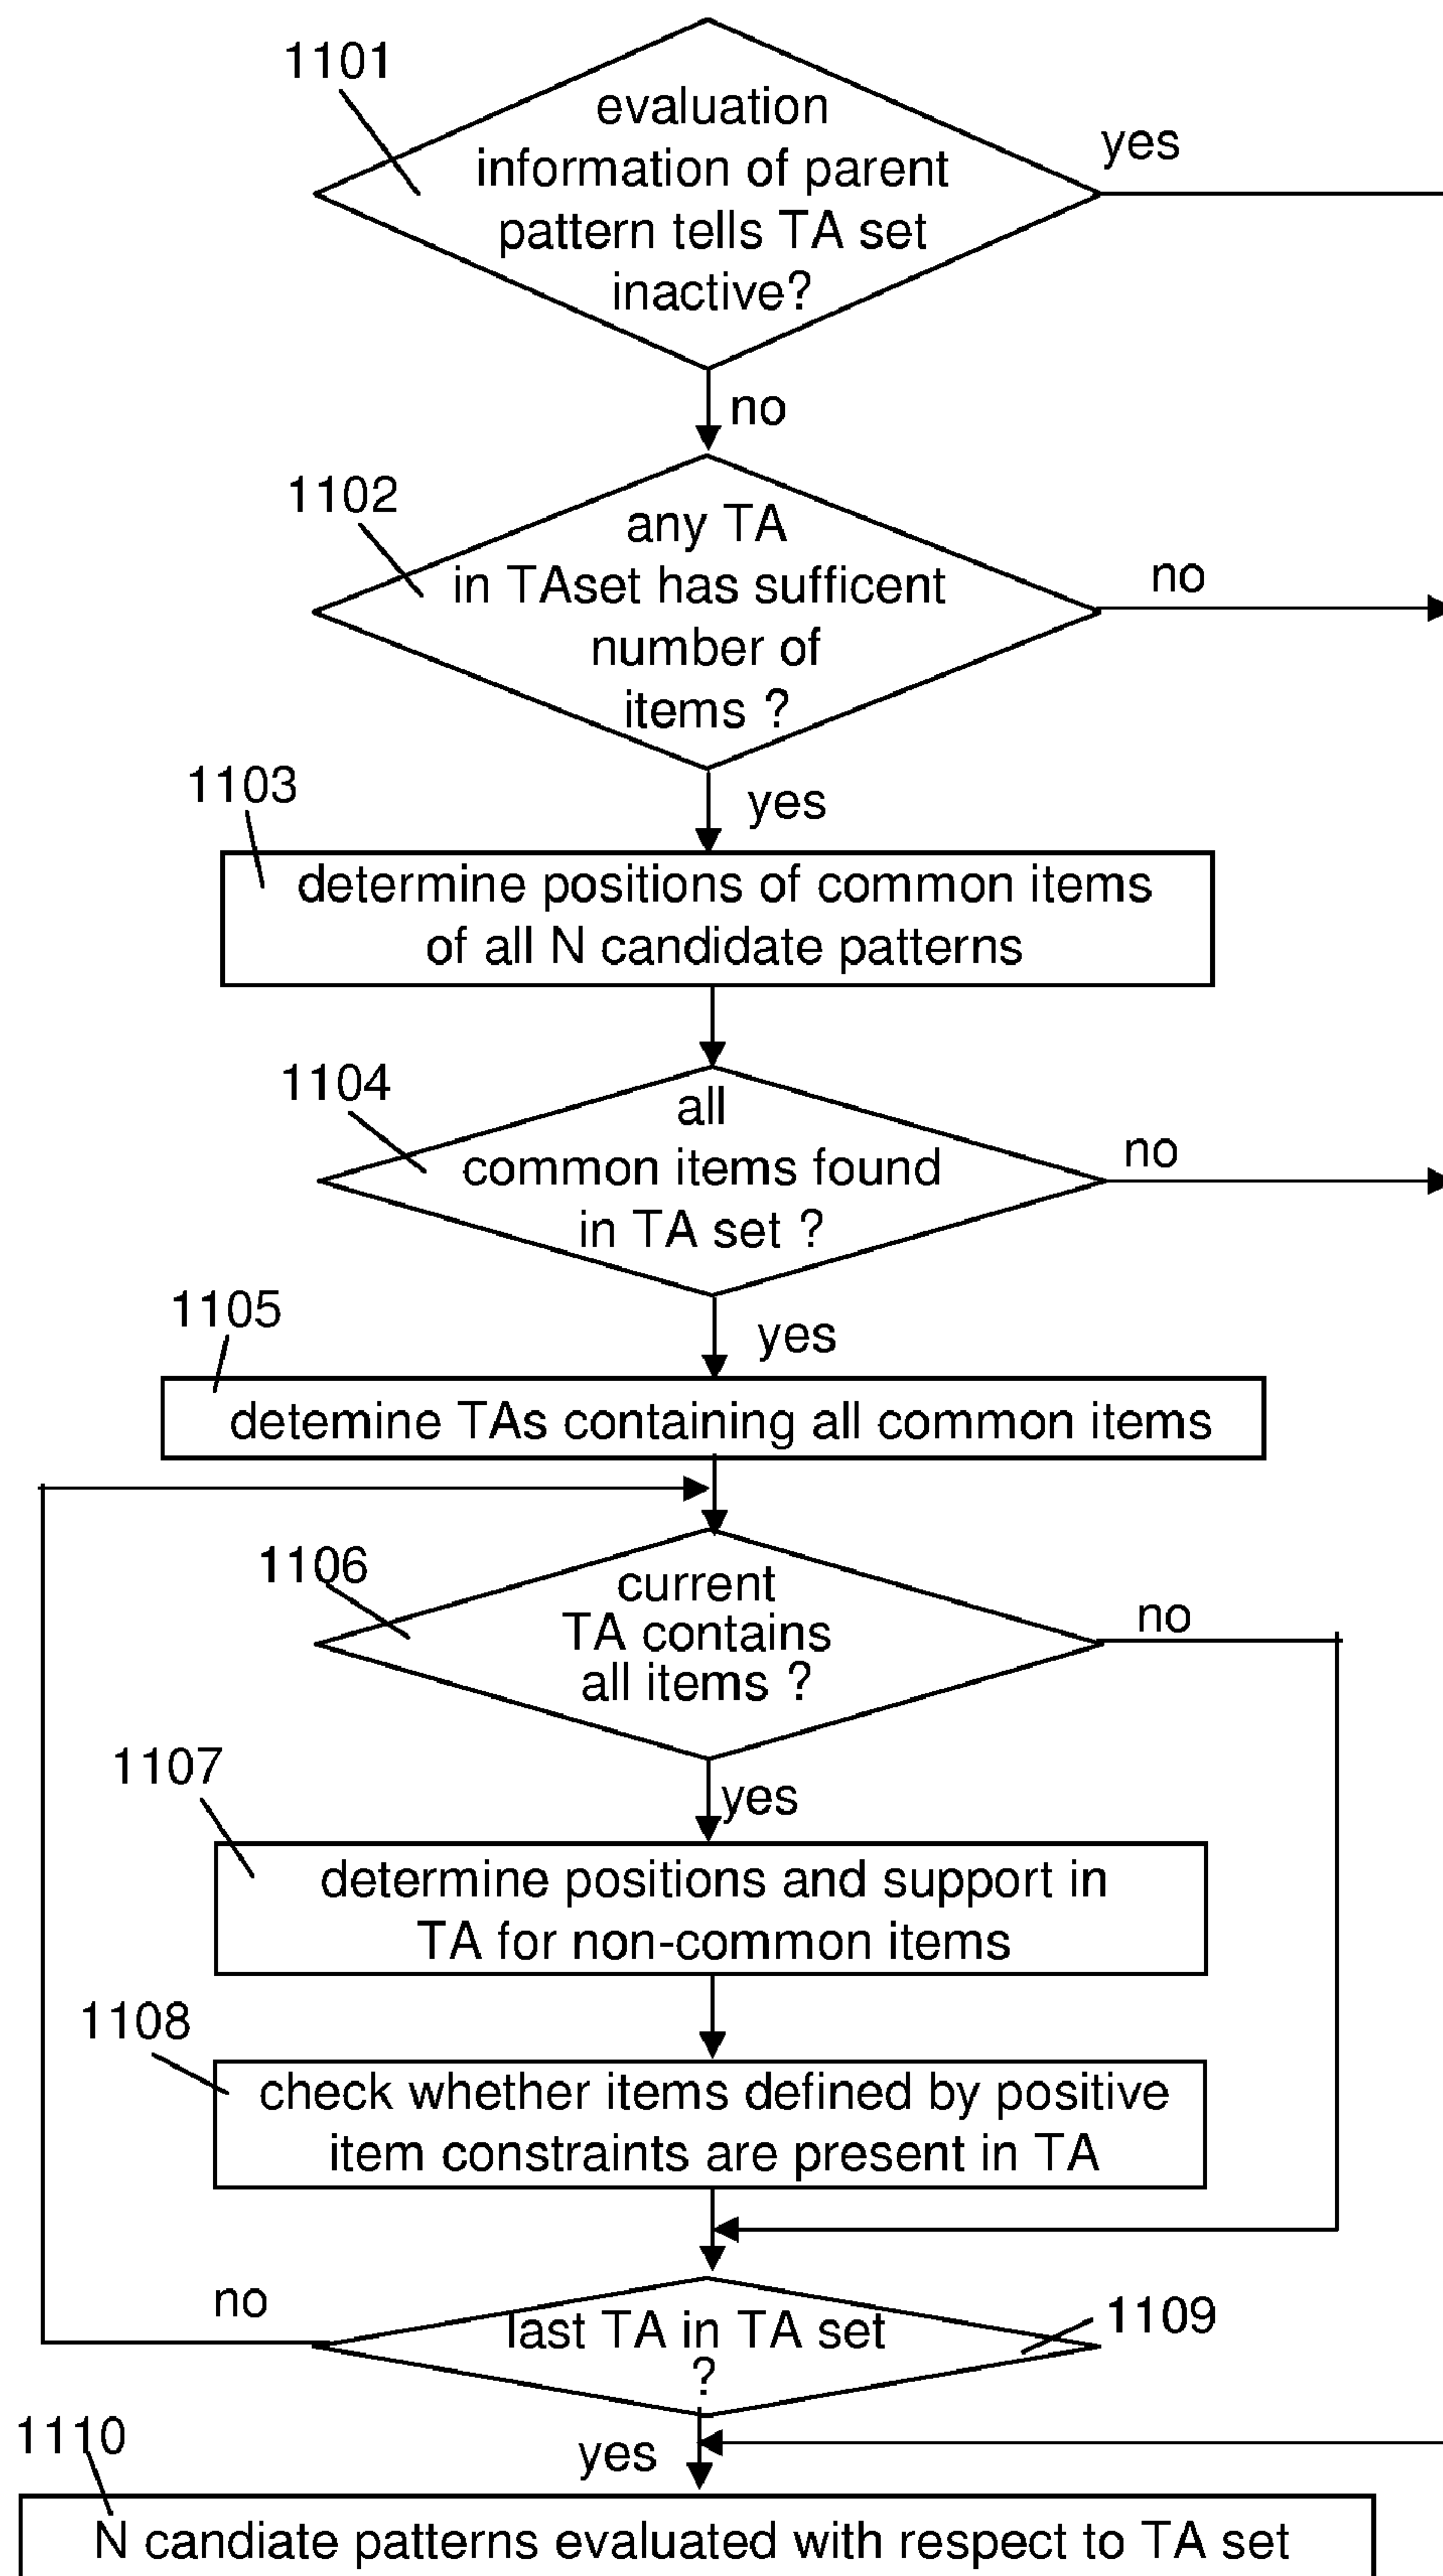 1101
evaluation
information of parent
pattern tells TA set
inactive?
yes
no
1102
any TA
in TAset has sufficent
number of
items ?
no
yes
1103
determine positions of common items
of all N candidate patterns
1104
all
common items found
in TA set ?
no
yes
1105
detemine TAs containing all common items
1106
current
TA contains
all items ?
no
yes
1107
determine positions and support in
TA for non-common items
1108
check whether items defined by positive
item constraints are present in TA
no
last TA in TA set
?
1109
yes
1110
N candiate patterns evaluated with respect to TA set